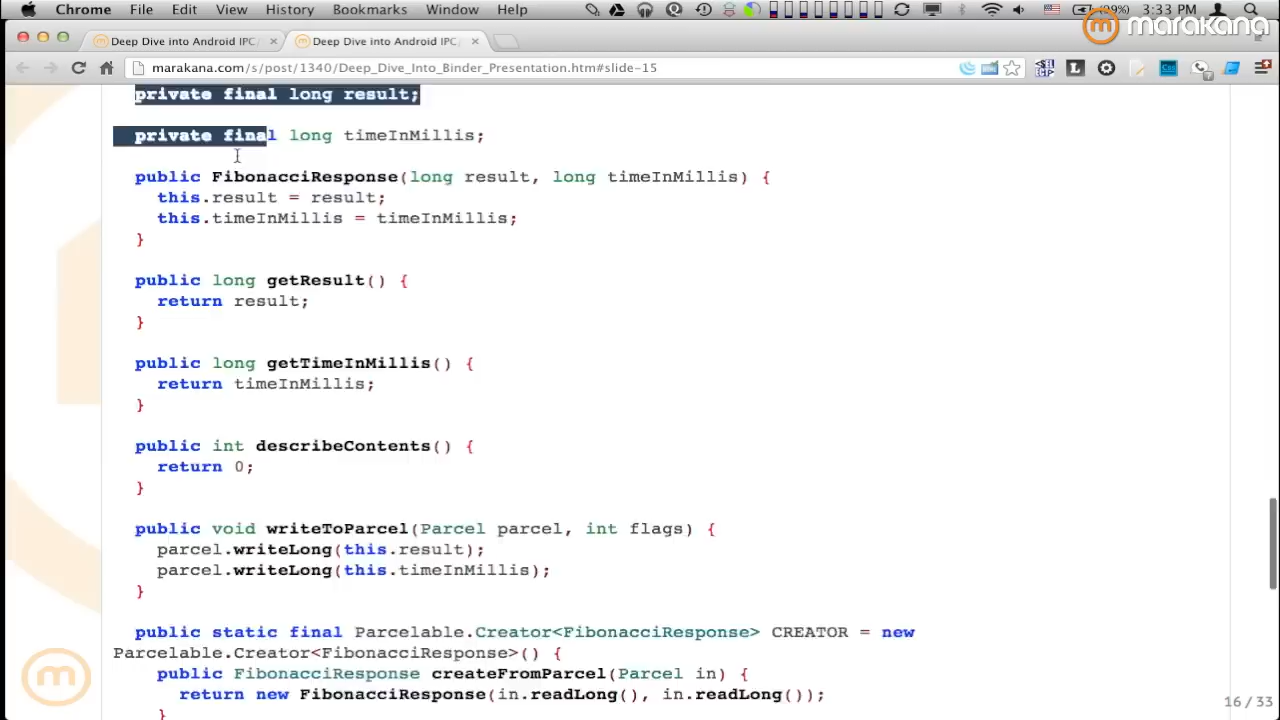 Chrome File Edit View History Bookmarks Window Help (99%) 3:33 PM
marakana
Deep Dive into Android IPC/ Deep Dive into Android IPC/
marakana.com/s/post/1340/Deep_Dive_Into_Binder_Presentation.htm#slide-15
private final long result;
private final long timeInMillis;
public FibonacciResponse(long result, long timeInMillis) {
this.result = result;
this.timeInMillis = timeInMillis;
}
public long getResult() {
return result;
}
public long getTimeInMillis() {
return timeInMillis;
}
public int describeContents() {
return 0;
}
public void writeToParcel(Parcel parcel, int flags) {
parcel.writeLong(this.result);
parcel.writeLong(this.timeInMillis);
}
public static final Parcelable.Creator<FibonacciResponse> CREATOR = new
Parcelable.Creator<FibonacciResponse>() {
public FibonacciResponse createFromParcel(Parcel in) {
return new FibonacciResponse(in.readLong(), in.readLong());
}
16 / 33